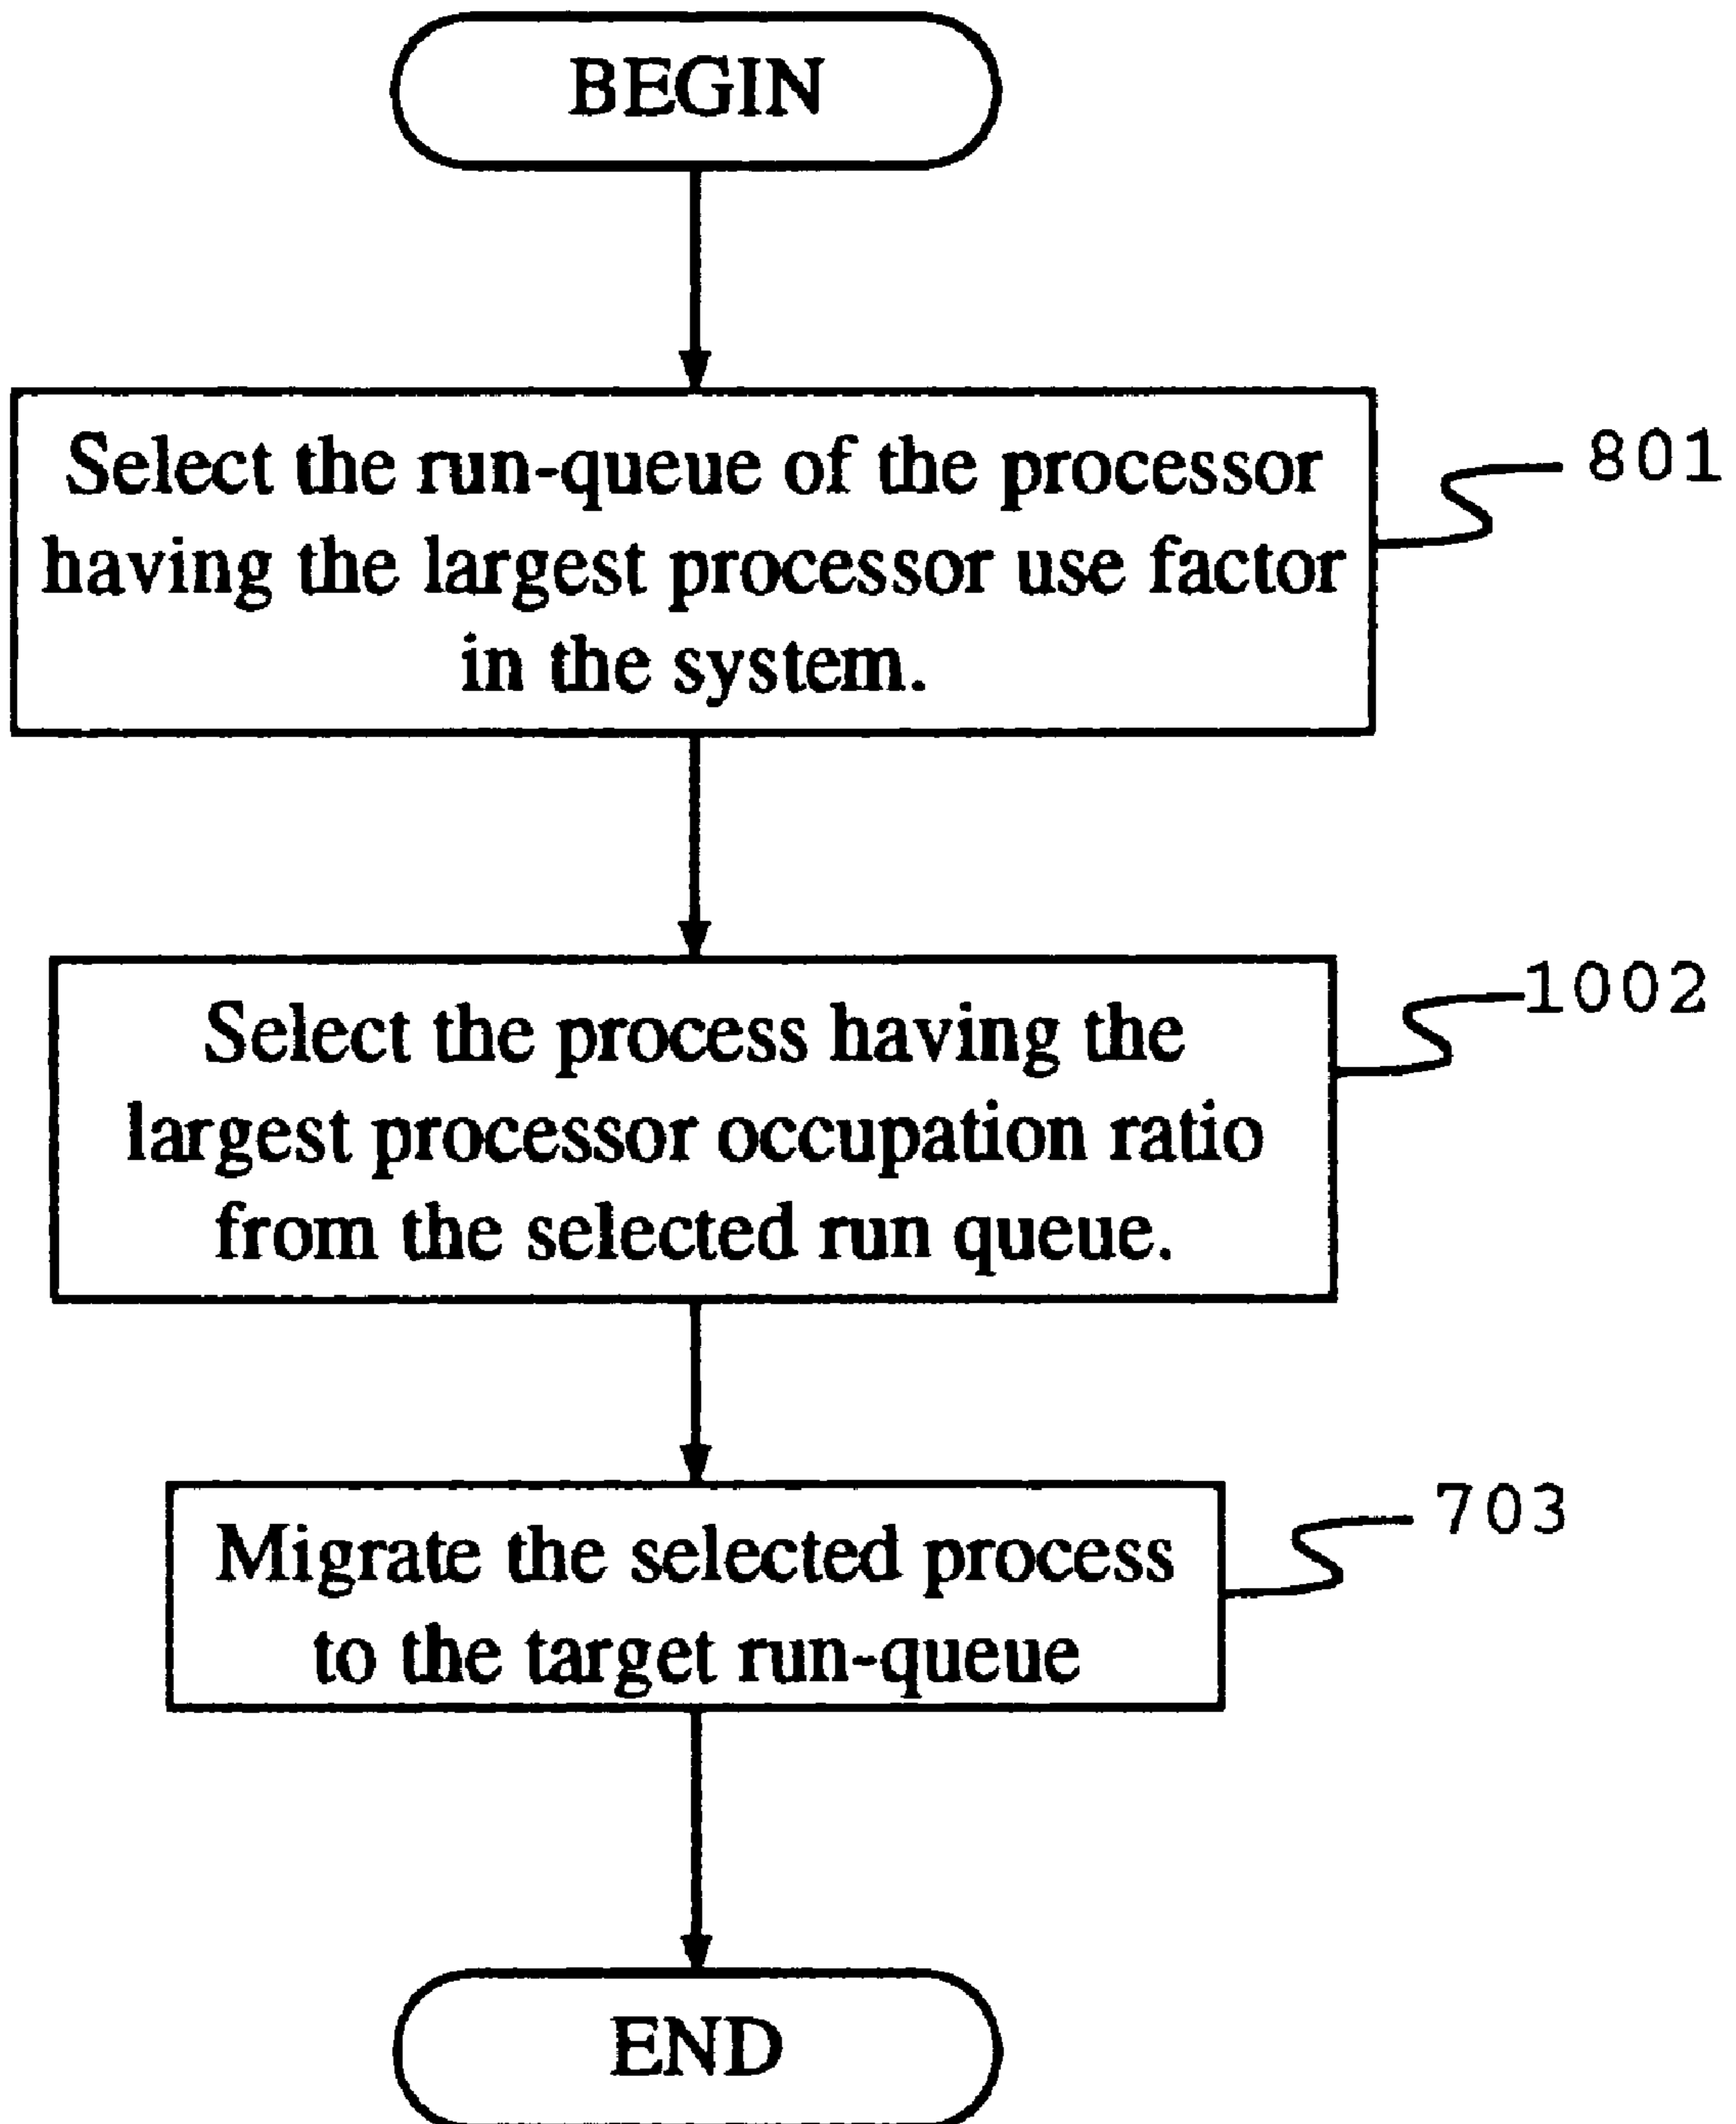 BEGIN
Select the run-queue of the processor
having the largest processor use factor
in the system.
801
Select the process having the
largest processor occupation ratio
from the selected run queue.
1002
Migrate the selected process
to the target run-queue
703
END